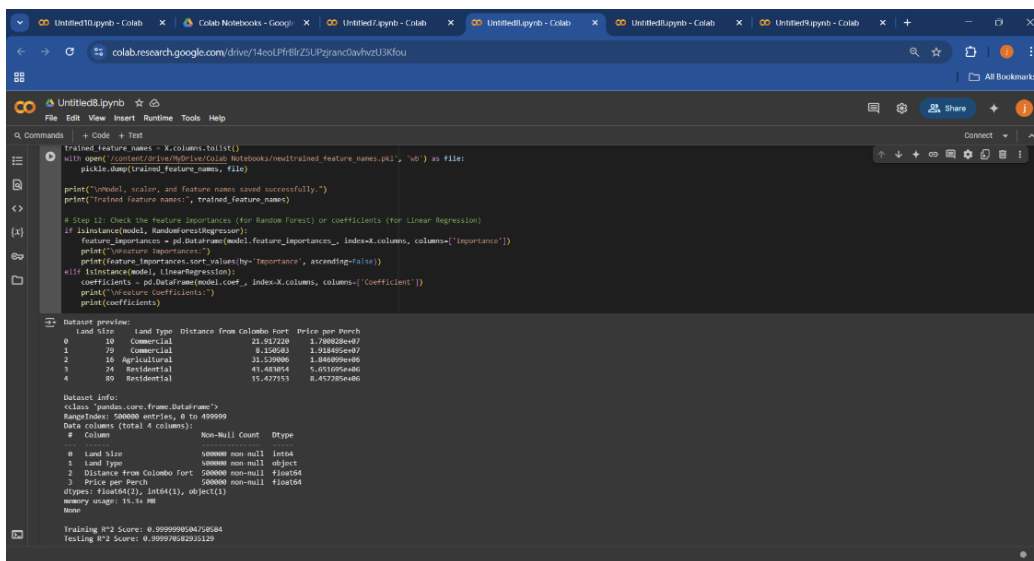 Untitled10.ipynb - Colab
Colab Notebooks - Google
Untitled7.ipynb - Colab
Untitled8.ipynb - Colab
Untitled8.ipynb - Colab
Untitled9.ipynb - Colab
colab.research.google.com/drive/14eoLPfrBlrZ5UPzjranc0avhvzU3Kfou
All Bookmarks
Untitled8.ipynb
Share
File Edit View Insert Runtime Tools Help
Commands + Code + Text
Connect
trained_feature_names = X.columns.tolist()
with open('/content/drive/MyDrive/Colab Notebooks/newitrained_feature_names.pkl', 'wb') as file:
pickle.dump(trained_feature_names, file)
print("\nModel, scaler, and feature names saved successfully.")
print("Trained feature names:", trained_feature_names)
# Step 12: Check the feature importances (for Random Forest) or coefficients (for Linear Regression)
if isinstance(model, RandomForestRegressor):
feature_importances = pd.DataFrame(model.feature_importances_, index=X.columns, columns=['Importance'])
print("\nFeature Importances:")
print(feature_importances.sort_values(by='Importance', ascending=False))
elif isinstance(model, LinearRegression):
coefficients = pd.DataFrame(model.coef_, index=X.columns, columns=['Coefficient'])
print("\nFeature Coefficients:")
print(coefficients)
Dataset preview:
Land Size Land Type Distance from Colombo Fort Price per Perch
0 10 Commercial 21.917220 1.780828e+07
1 79 Commercial 8.150503 1.918495e+07
2 16 Agricultural 31.539006 1.846099e+06
3 24 Residential 43.483054 5.651695e+06
4 89 Residential 15.427153 8.457285e+06
Dataset info:
<class 'pandas.core.frame.DataFrame'>
RangeIndex: 500000 entries, 0 to 499999
Data columns (total 4 columns):
# Column Non-Null Count Dtype
--- ------ -------------- -----
0 Land Size 500000 non-null int64
1 Land Type 500000 non-null object
2 Distance from Colombo Fort 500000 non-null float64
3 Price per Perch 500000 non-null float64
dtypes: float64(2), int64(1), object(1)
memory usage: 15.3+ MB
None
Training R^2 Score: 0.9999990504750584
Testing R^2 Score: 0.999970582935129